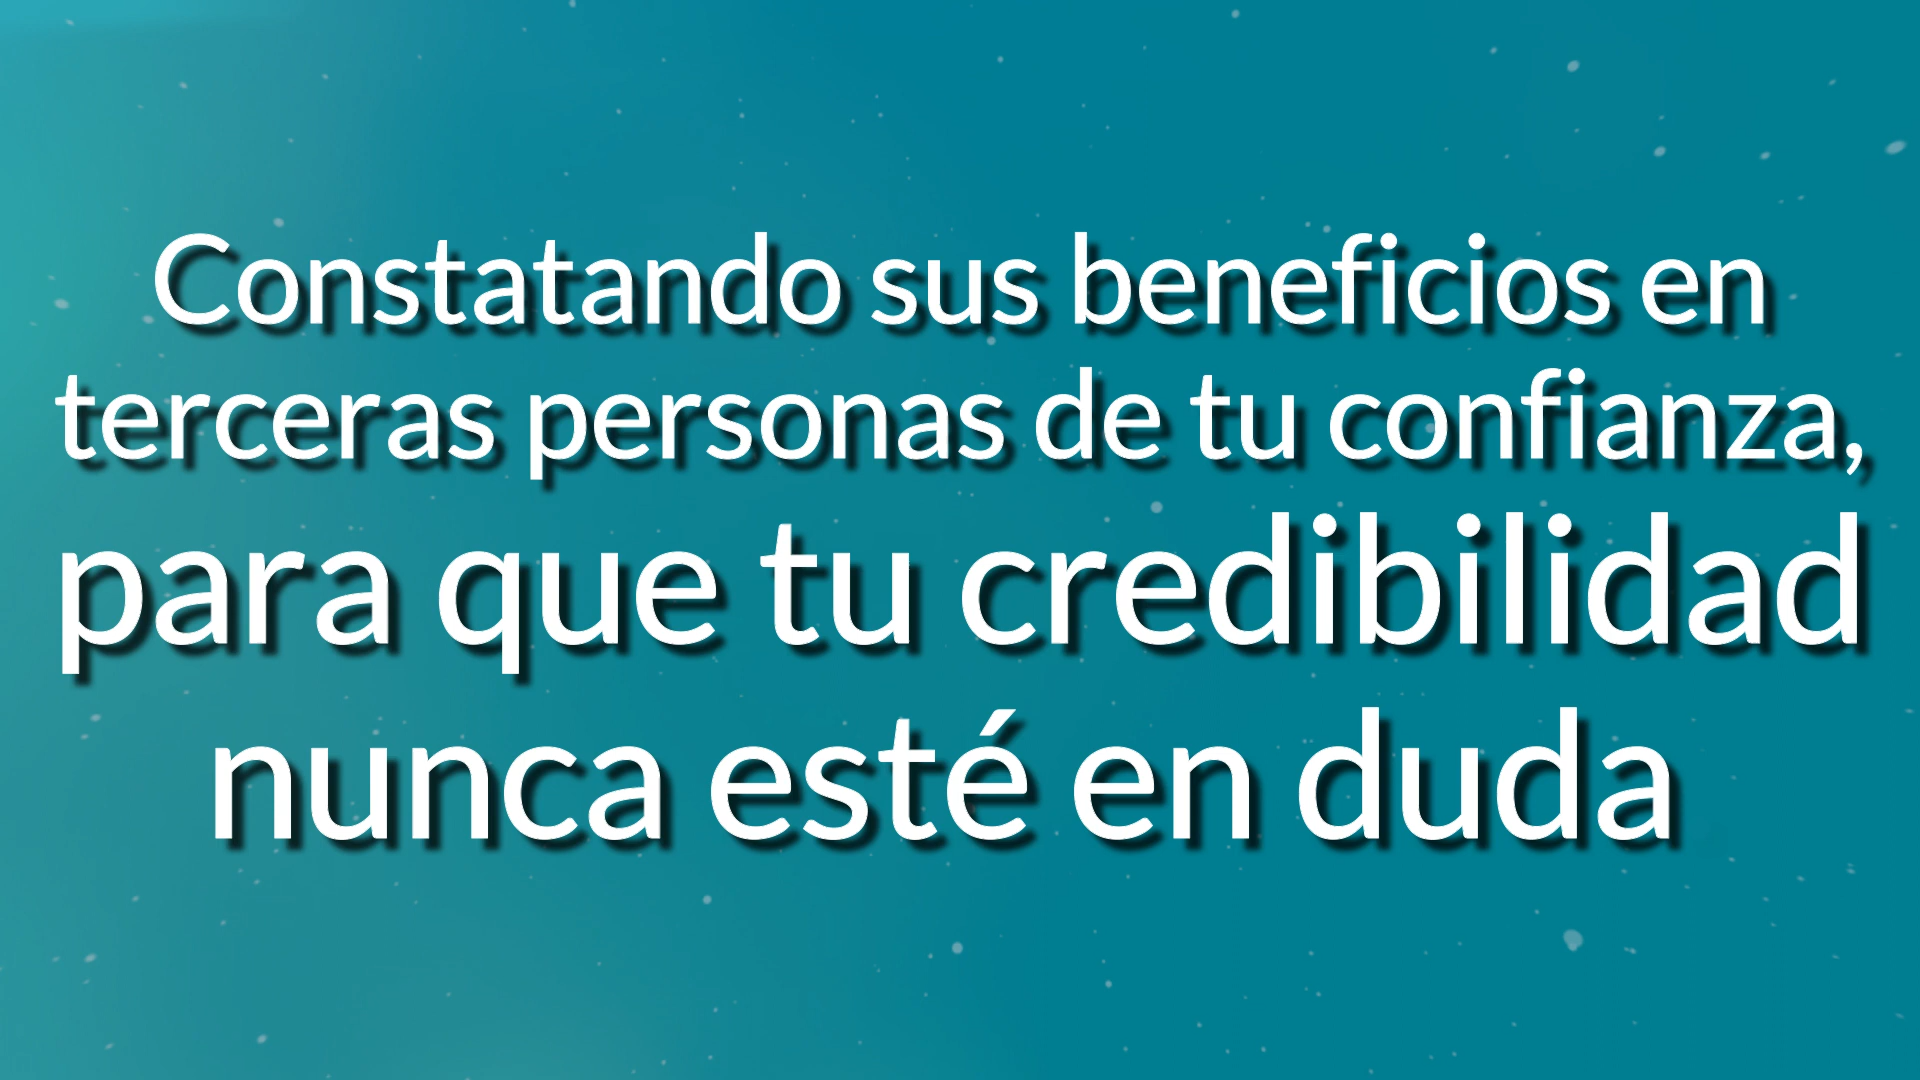 Constatando sus beneficios en
terceras personas de tu confianza,
para que tu credibilidad
nunca esté en duda